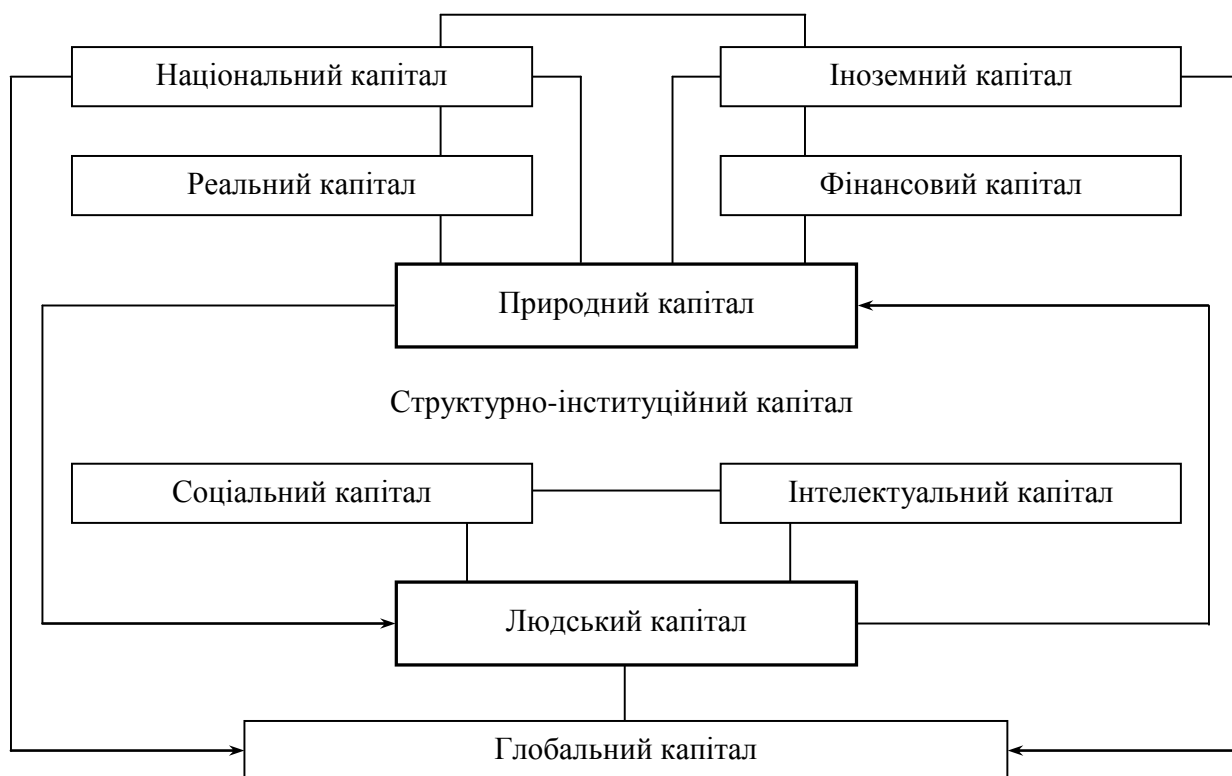 Національний капітал
Іноземний капітал
Реальний капітал
Фінансовий капітал
Природний капітал
Структурно-інституційний капітал
Соціальний капітал
Інтелектуальний капітал
Людський капітал
Глобальний капітал